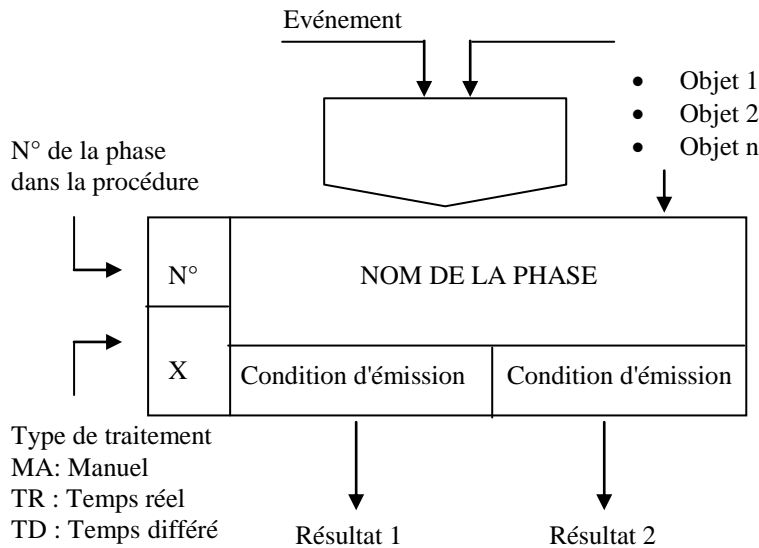 Evénement
• Objet 1
• Objet 2
• Objet n
N° de la phase
dans la procédure
N°
NOM DE LA PHASE
X
Condition d'émission
Condition d'émission
Type de traitement
MA: Manuel
TR : Temps réel
TD : Temps différé
Résultat 1
Résultat 2